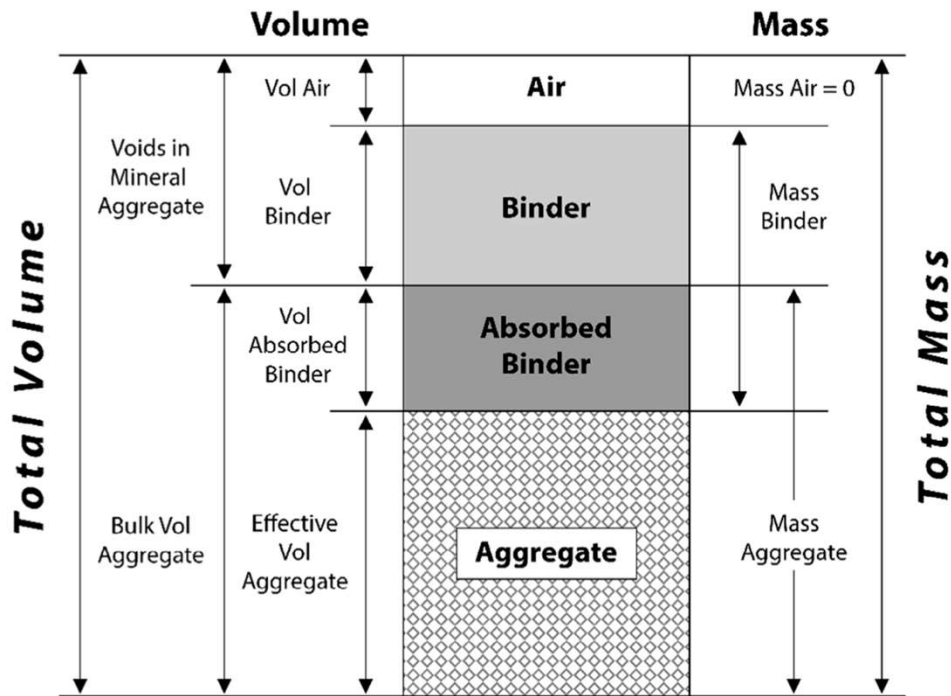 Volume
Mass
Vol Air
Air
Mass Air = 0
Voids in
Mineral
Aggregate
Vol
Binder
Binder
Mass
Binder
Vol
Absorbed
Binder
Absorbed
Binder
Total Volume
Total Mass
Bulk Vol
Aggregate
Effective
Vol
Aggregate
Aggregate
Mass
Aggregate